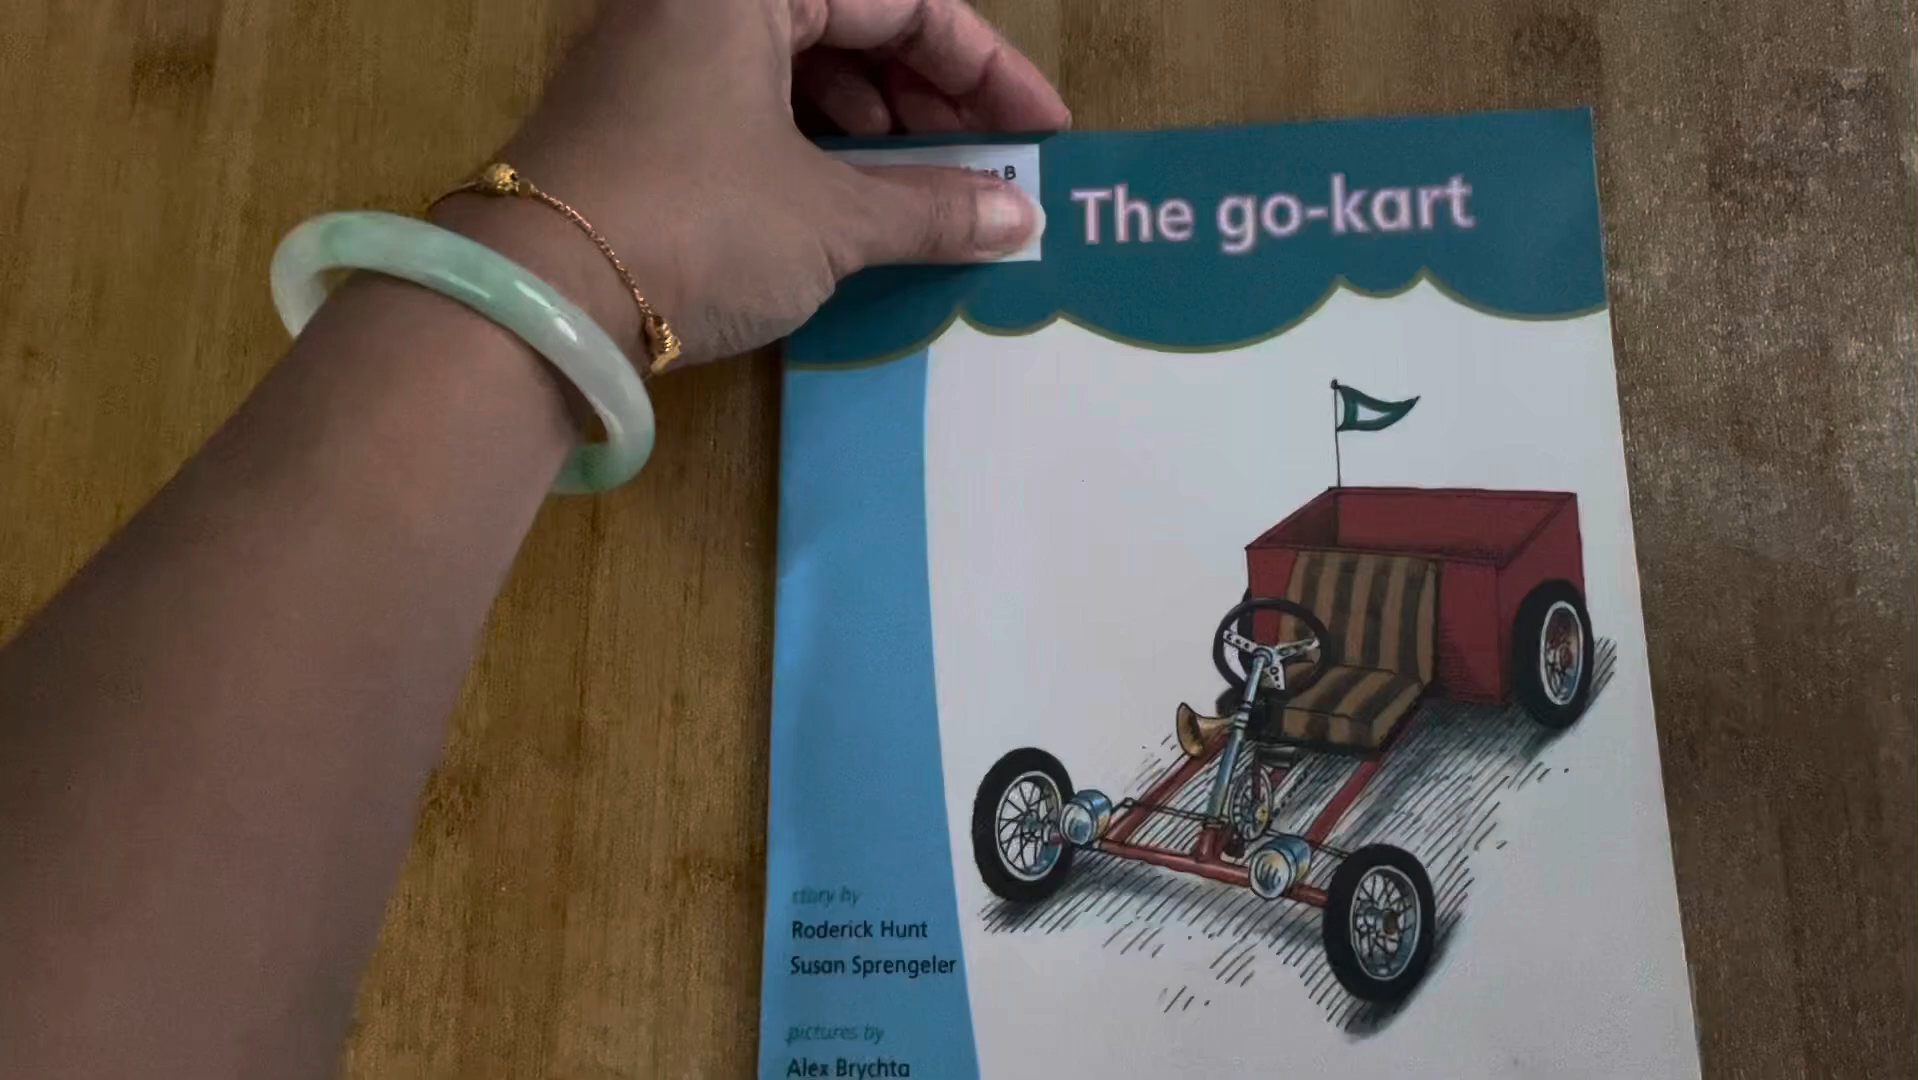 B
The go-kart
story by
Roderick Hunt
Susan Sprengeler
pictures by
Alex Brychta